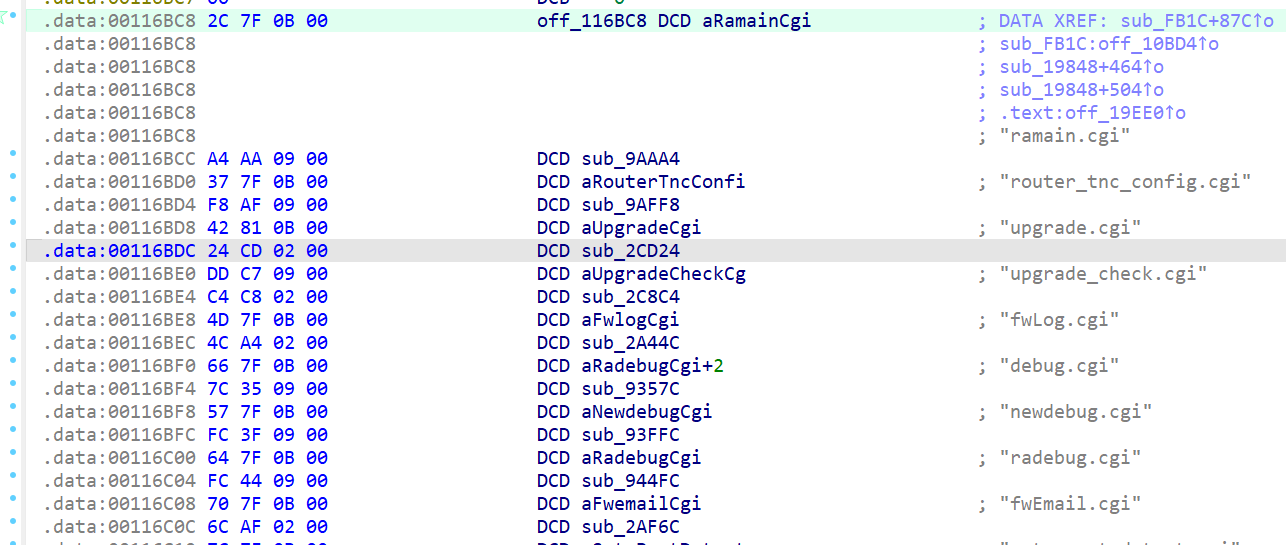 .data:00116BC8 2C 7F 0B 00 off_116BC8 DCD aRamainCgi ; DATA XREF: sub_FB1C+87C↑o
.data:00116BC8 ; sub_FB1C:off_10BD4↑o
.data:00116BC8 ; sub_19848+464↑o
.data:00116BC8 ; sub_19848+504↑o
.data:00116BC8 ; .text:off_19EE0↑o
.data:00116BC8 ; "ramain.cgi"
.data:00116BCC A4 AA 09 00 DCD sub_9AAA4
.data:00116BD0 37 7F 0B 00 DCD aRouterTncConfi ; "router_tnc_config.cgi"
.data:00116BD4 F8 AF 09 00 DCD sub_9AFF8
.data:00116BD8 42 81 0B 00 DCD aUpgradeCgi ; "upgrade.cgi"
.data:00116BDC 24 CD 02 00 DCD sub_2CD24
.data:00116BE0 DD C7 09 00 DCD aUpgradeCheckCg ; "upgrade_check.cgi"
.data:00116BE4 C4 C8 02 00 DCD sub_2C8C4
.data:00116BE8 4D 7F 0B 00 DCD aFwlogCgi ; "fwLog.cgi"
.data:00116BEC 4C A4 02 00 DCD sub_2A44C
.data:00116BF0 66 7F 0B 00 DCD aRadebugCgi+2 ; "debug.cgi"
.data:00116BF4 7C 35 09 00 DCD sub_9357C
.data:00116BF8 57 7F 0B 00 DCD aNewdebugCgi ; "newdebug.cgi"
.data:00116BFC FC 3F 09 00 DCD sub_93FFC
.data:00116C00 64 7F 0B 00 DCD aRadebugCgi ; "radebug.cgi"
.data:00116C04 FC 44 09 00 DCD sub_944FC
.data:00116C08 70 7F 0B 00 DCD aFwemailCgi ; "fwEmail.cgi"
.data:00116C0C 6C AF 02 00 DCD sub_2AF6C